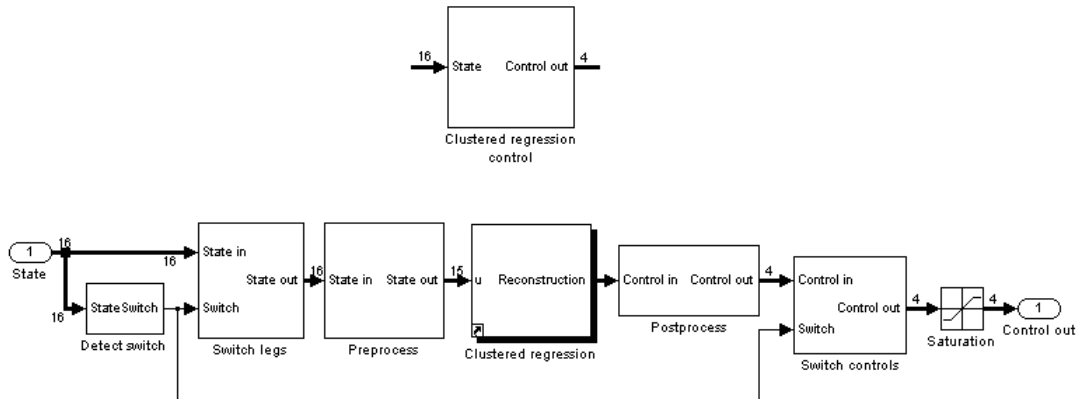 16
State
Control out
4
Clustered regression
control
1
State
16
16
16
StateSwitch
Detect switch
State in
State out
Switch
Switch legs
16
State in
State out
Preprocess
15
u
Reconstruction
Clustered regression
Control in
Control out
Postprocess
4
Control in
Control out
Switch
Switch controls
4
Saturation
4
1
Control out